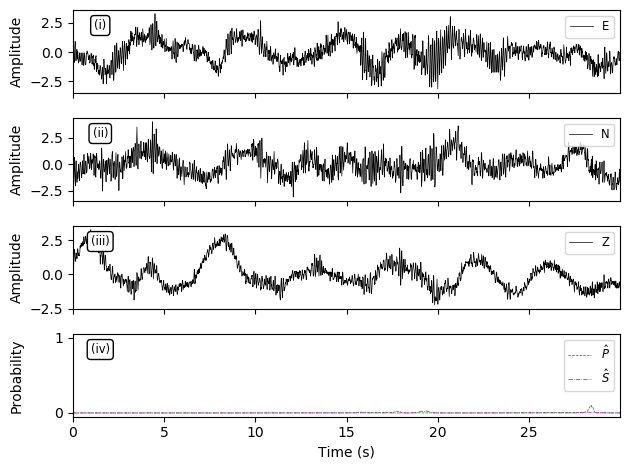 (i)
E
Amplitude
2.5
0.0
−2.5
(ii)
N
Amplitude
2.5
0.0
−2.5
(iii)
Z
Amplitude
2.5
0.0
−2.5
(iv)
P̂
Ŝ
Probability
1
0
0 5 10 15 20 25
Time (s)